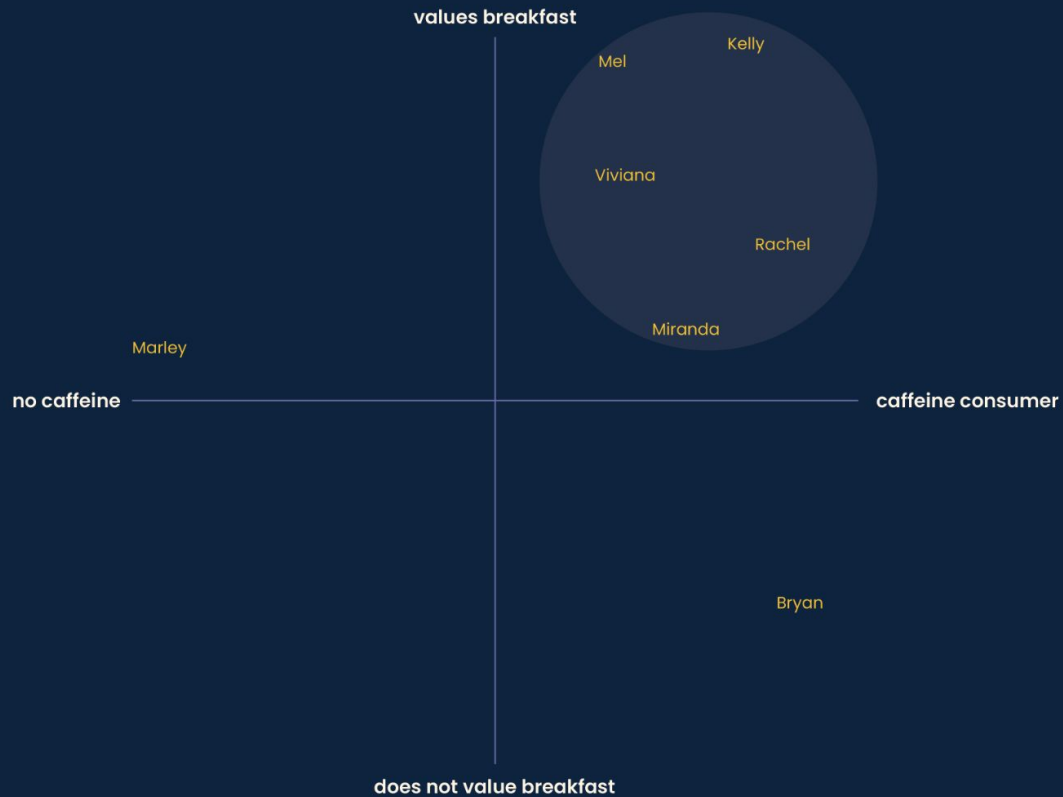 values breakfast
Kelly
Mel
Viviana
Rachel
Miranda
Marley
no caffeine
caffeine consumer
Bryan
does not value breakfast